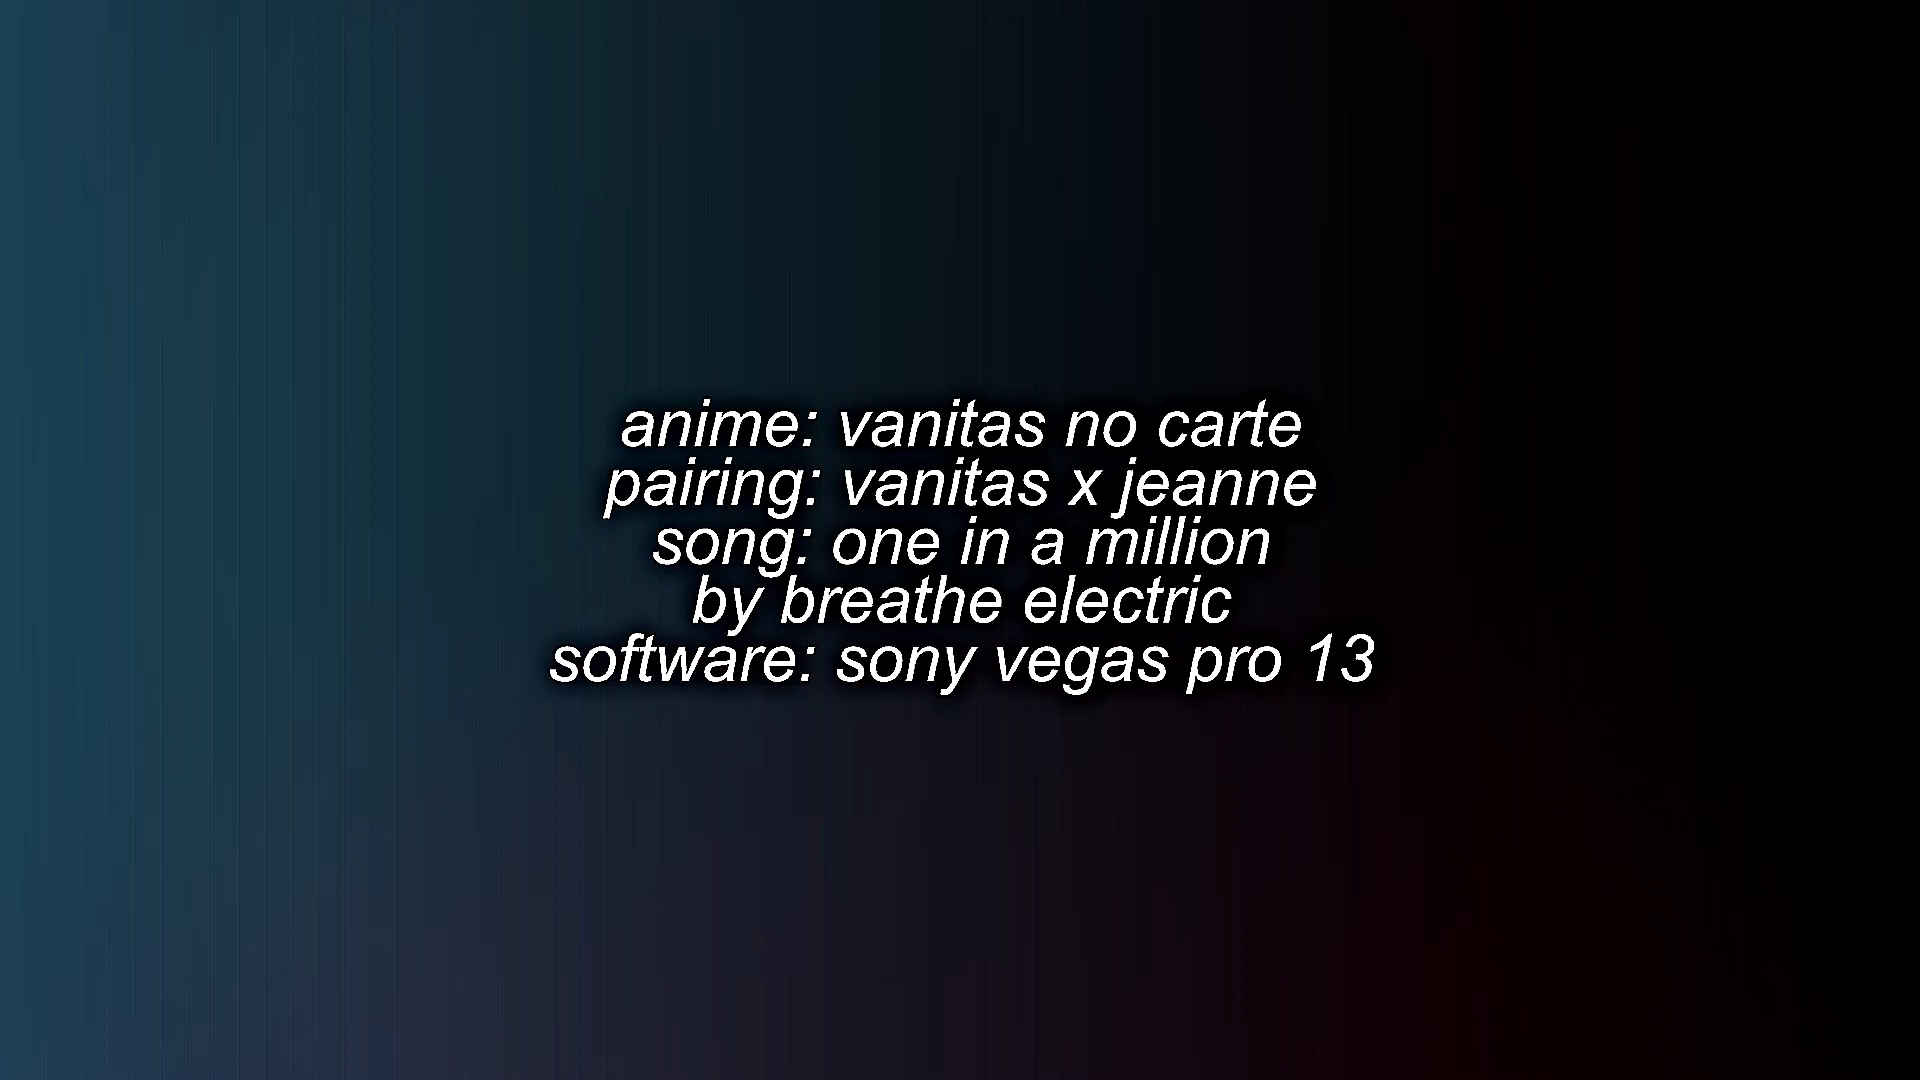 anime: vanitas no carte
pairing: vanitas x jeanne
song: one in a million
by breathe electric
software: sony vegas pro 13